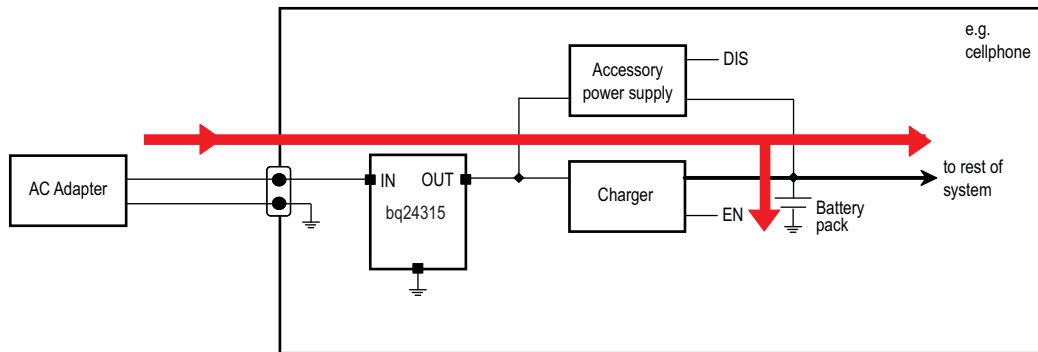 e.g.
cellphone
Accessory
power supply
DIS
AC Adapter
IN
OUT
bq24315
Charger
EN
to rest of
system
Battery
pack